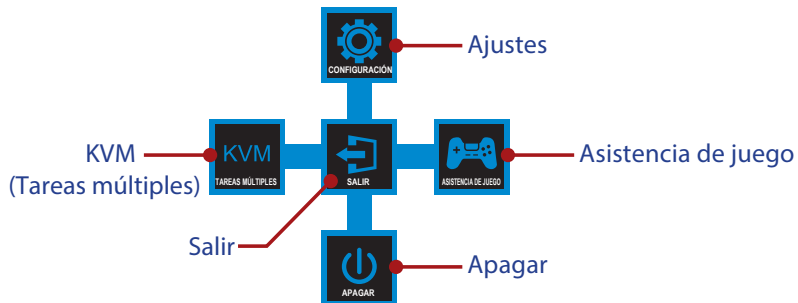 CONFIGURACIÓN
Ajustes
KVM
(Tareas múltiples)
KVM
TAREAS MÚLTIPLES
SALIR
ASISTENCIA DE JUEGO
Asistencia de juego
Salir
APAGAR
Apagar